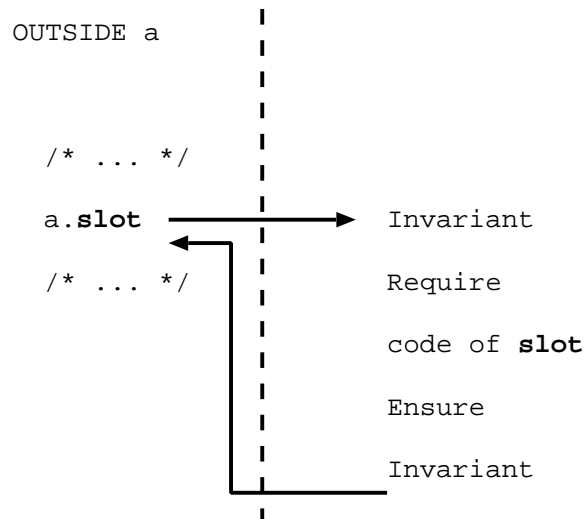 OUTSIDE a
/* ... */
a.slot
/* ... */
Invariant
Require
code of slot
Ensure
Invariant